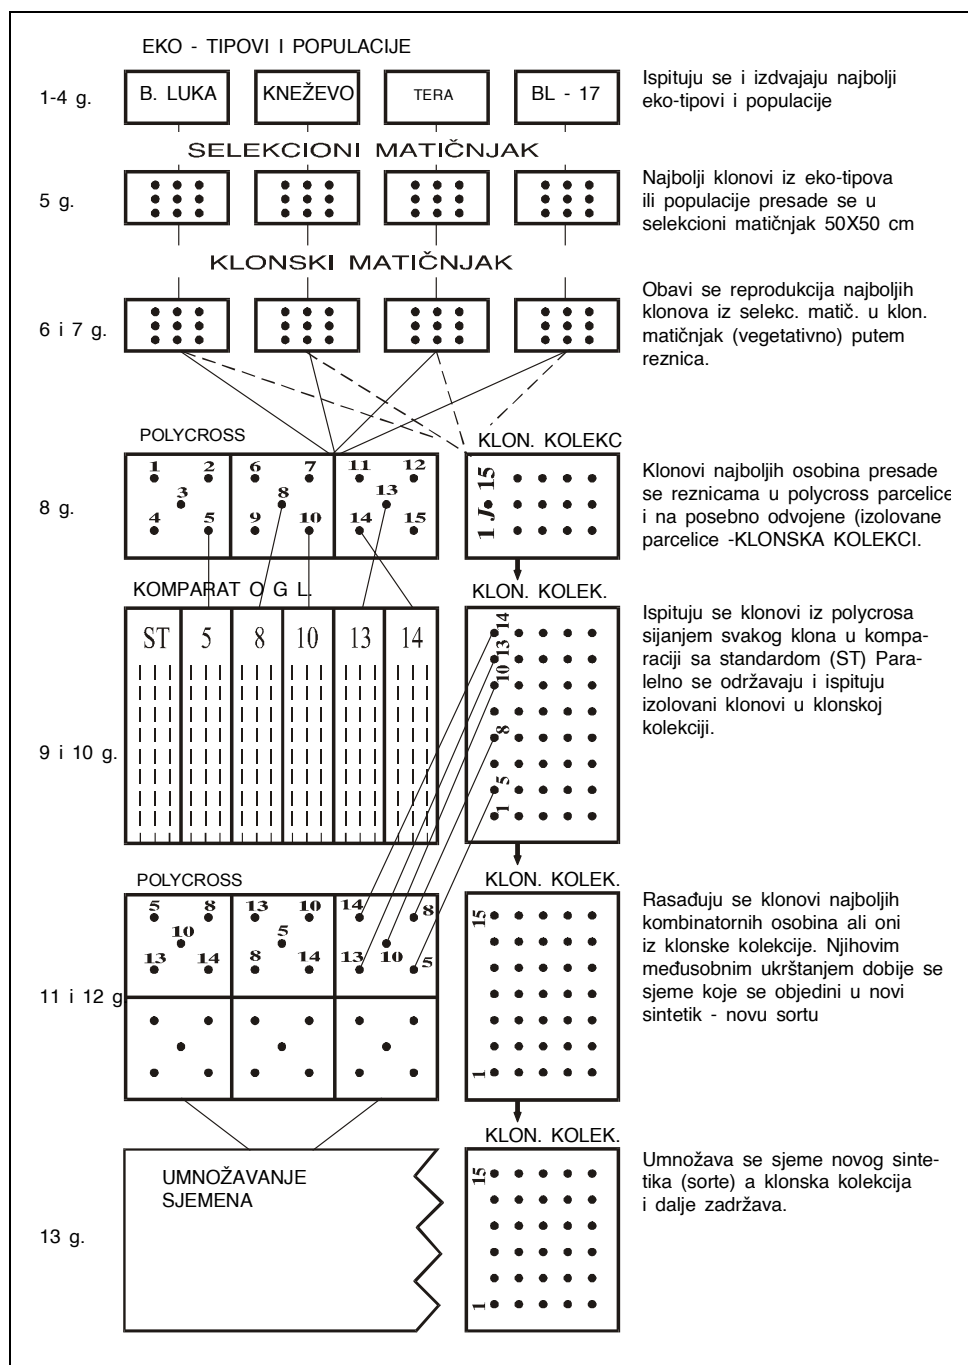 EKO - TIPOVI I POPULACIJE
1-4 g.
B. LUKA
KNEŽEVO
TERA
BL - 17
Ispituju se i izdvajaju najbolji
eko-tipovi i populacije
SELEKCIONI MATIČNJAK
5 g.
Najbolji klonovi iz eko-tipova
ili populacije presade se u
selekcioni matičnjak 50X50 cm
KLONSKI MATIČNJAK
6 i 7 g.
Obavi se reprodukcija najboljih
klonova iz selekc. matič. u klon.
matičnjak (vegetativno) putem
reznica.
POLYCROSS
KLON. KOLEKC
8 g.
1 2 6 7 11 12
3 8 13
4 5 9 10 14 15
1 J. 15
Klonovi najboljih osobina presade
se reznicama u polycross parcelice
i na posebno odvojene (izolovane
parcelice -KLONSKA KOLEKCI.
KOMPARAT O G L.
KLON. KOLEK.
9 i 10 g.
ST 5 8 10 13 14
14
13
10
8
5
1
Ispituju se klonovi iz polycrosa
sijanjem svakog klona u kompa-
raciji sa standardom (ST) Para-
lelno se održavaju i ispituju
izolovani klonovi u klonskoj
kolekciji.
POLYCROSS
KLON. KOLEK.
11 i 12 g
5 8 13 10 14 8
10 5
13 14 8 14 13 10 5
15
1
Rasađuju se klonovi najboljih
kombinatornih osobina ali oni
iz klonske kolekcije. Njihovim
međusobnim ukrštanjem dobije se
sjeme koje se objedini u novi
sintetik - novu sortu
KLON. KOLEK.
13 g.
UMNOŽAVANJE
SJEMENA
15
1
Umnožava se sjeme novog sinte-
tika (sorte) a klonska kolekcija
i dalje zadržava.